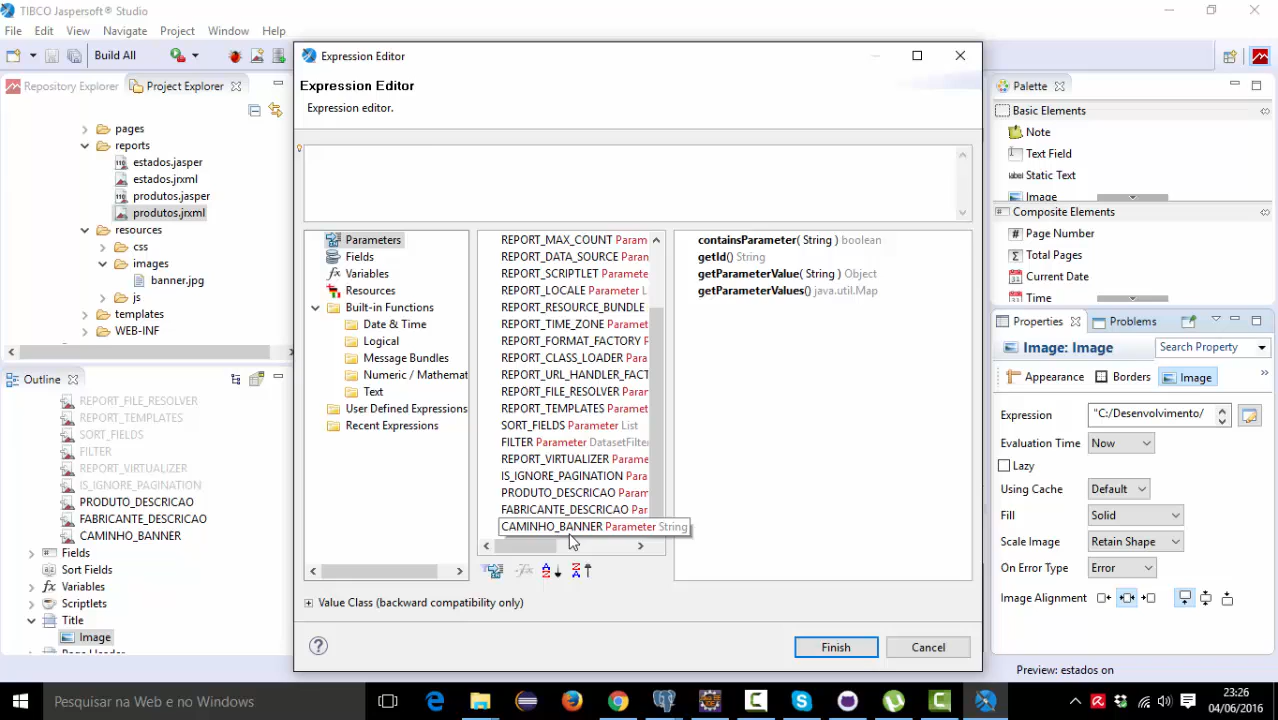 TIBCO Jaspersoft® Studio
File Edit View Navigate Project Window Help
Build All
Repository Explorer Project Explorer
pages
reports
estados.jasper
estados.jrxml
produtos.jasper
produtos.jrxml
resources
css
images
banner.jpg
js
templates
WEB-INF
Outline
REPORT_FILE_RESOLVER
REPORT_TEMPLATES
SORT_FIELDS
FILTER
REPORT_VIRTUALIZER
IS_IGNORE_PAGINATION
PRODUTO_DESCRICAO
FABRICANTE_DESCRICAO
CAMINHO_BANNER
Fields
Sort Fields
Variables
Scriptlets
Title
Image
Page Header
Expression Editor
Expression Editor
Expression editor.
Parameters
Fields
Variables
Resources
Built-in Functions
Date & Time
Logical
Message Bundles
Numeric / Mathemat
Text
User Defined Expressions
Recent Expressions
REPORT_MAX_COUNT Param
REPORT_DATA_SOURCE Param
REPORT_SCRIPTLET Paramete
REPORT_LOCALE Parameter L
REPORT_RESOURCE_BUNDLE
REPORT_TIME_ZONE Paramet
REPORT_FORMAT_FACTORY P
REPORT_CLASS_LOADER Para
REPORT_URL_HANDLER_FACT
REPORT_FILE_RESOLVER Para
REPORT_TEMPLATES Paramet
SORT_FIELDS Parameter List
FILTER Parameter DatasetFilter
REPORT_VIRTUALIZER Parame
IS_IGNORE_PAGINATION Para
PRODUTO_DESCRICAO Param
FABRICANTE_DESCRICAO Par
CAMINHO_BANNER Parameter String
containsParameter( String ) boolean
getId() String
getParameterValue( String ) Object
getParameterValues() java.util.Map
Value Class (backward compatibility only)
Finish Cancel
Palette
Basic Elements
Note
Text Field
Static Text
Image
Composite Elements
Page Number
Total Pages
Current Date
Time
Properties Problems
Image: Image
Search Property
Appearance Borders Image
Expression "C:/Desenvolvimento/
Evaluation Time Now
Lazy
Using Cache Default
Fill Solid
Scale Image Retain Shape
On Error Type Error
Image Alignment
Preview: estados on
Pesquisar na Web e no Windows
23:26
04/06/2016